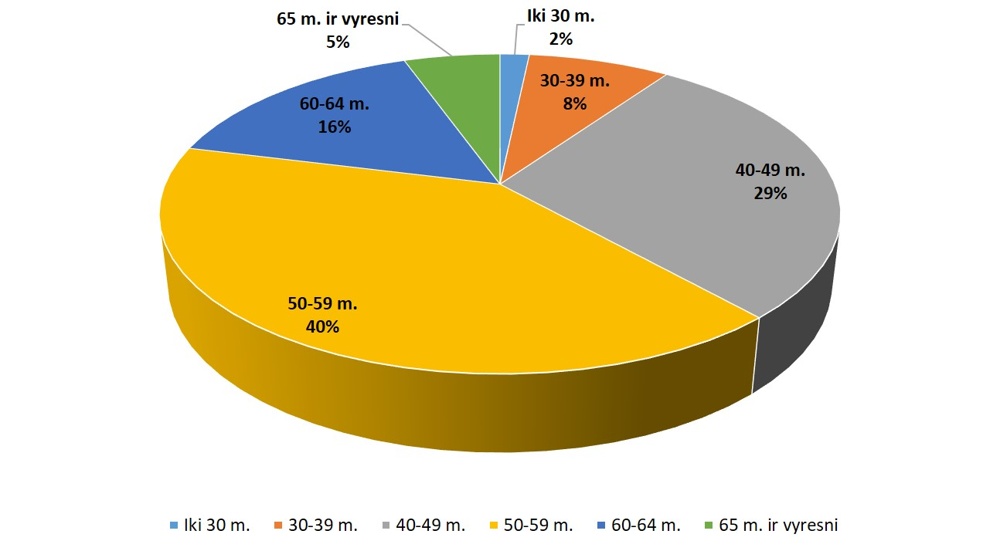 65 m. ir vyresni
5%
Iki 30 m.
2%
30-39 m.
8%
60-64 m.
16%
40-49 m.
29%
50-59 m.
40%
Iki 30 m.
30-39 m.
40-49 m.
50-59 m.
60-64 m.
65 m. ir vyresni